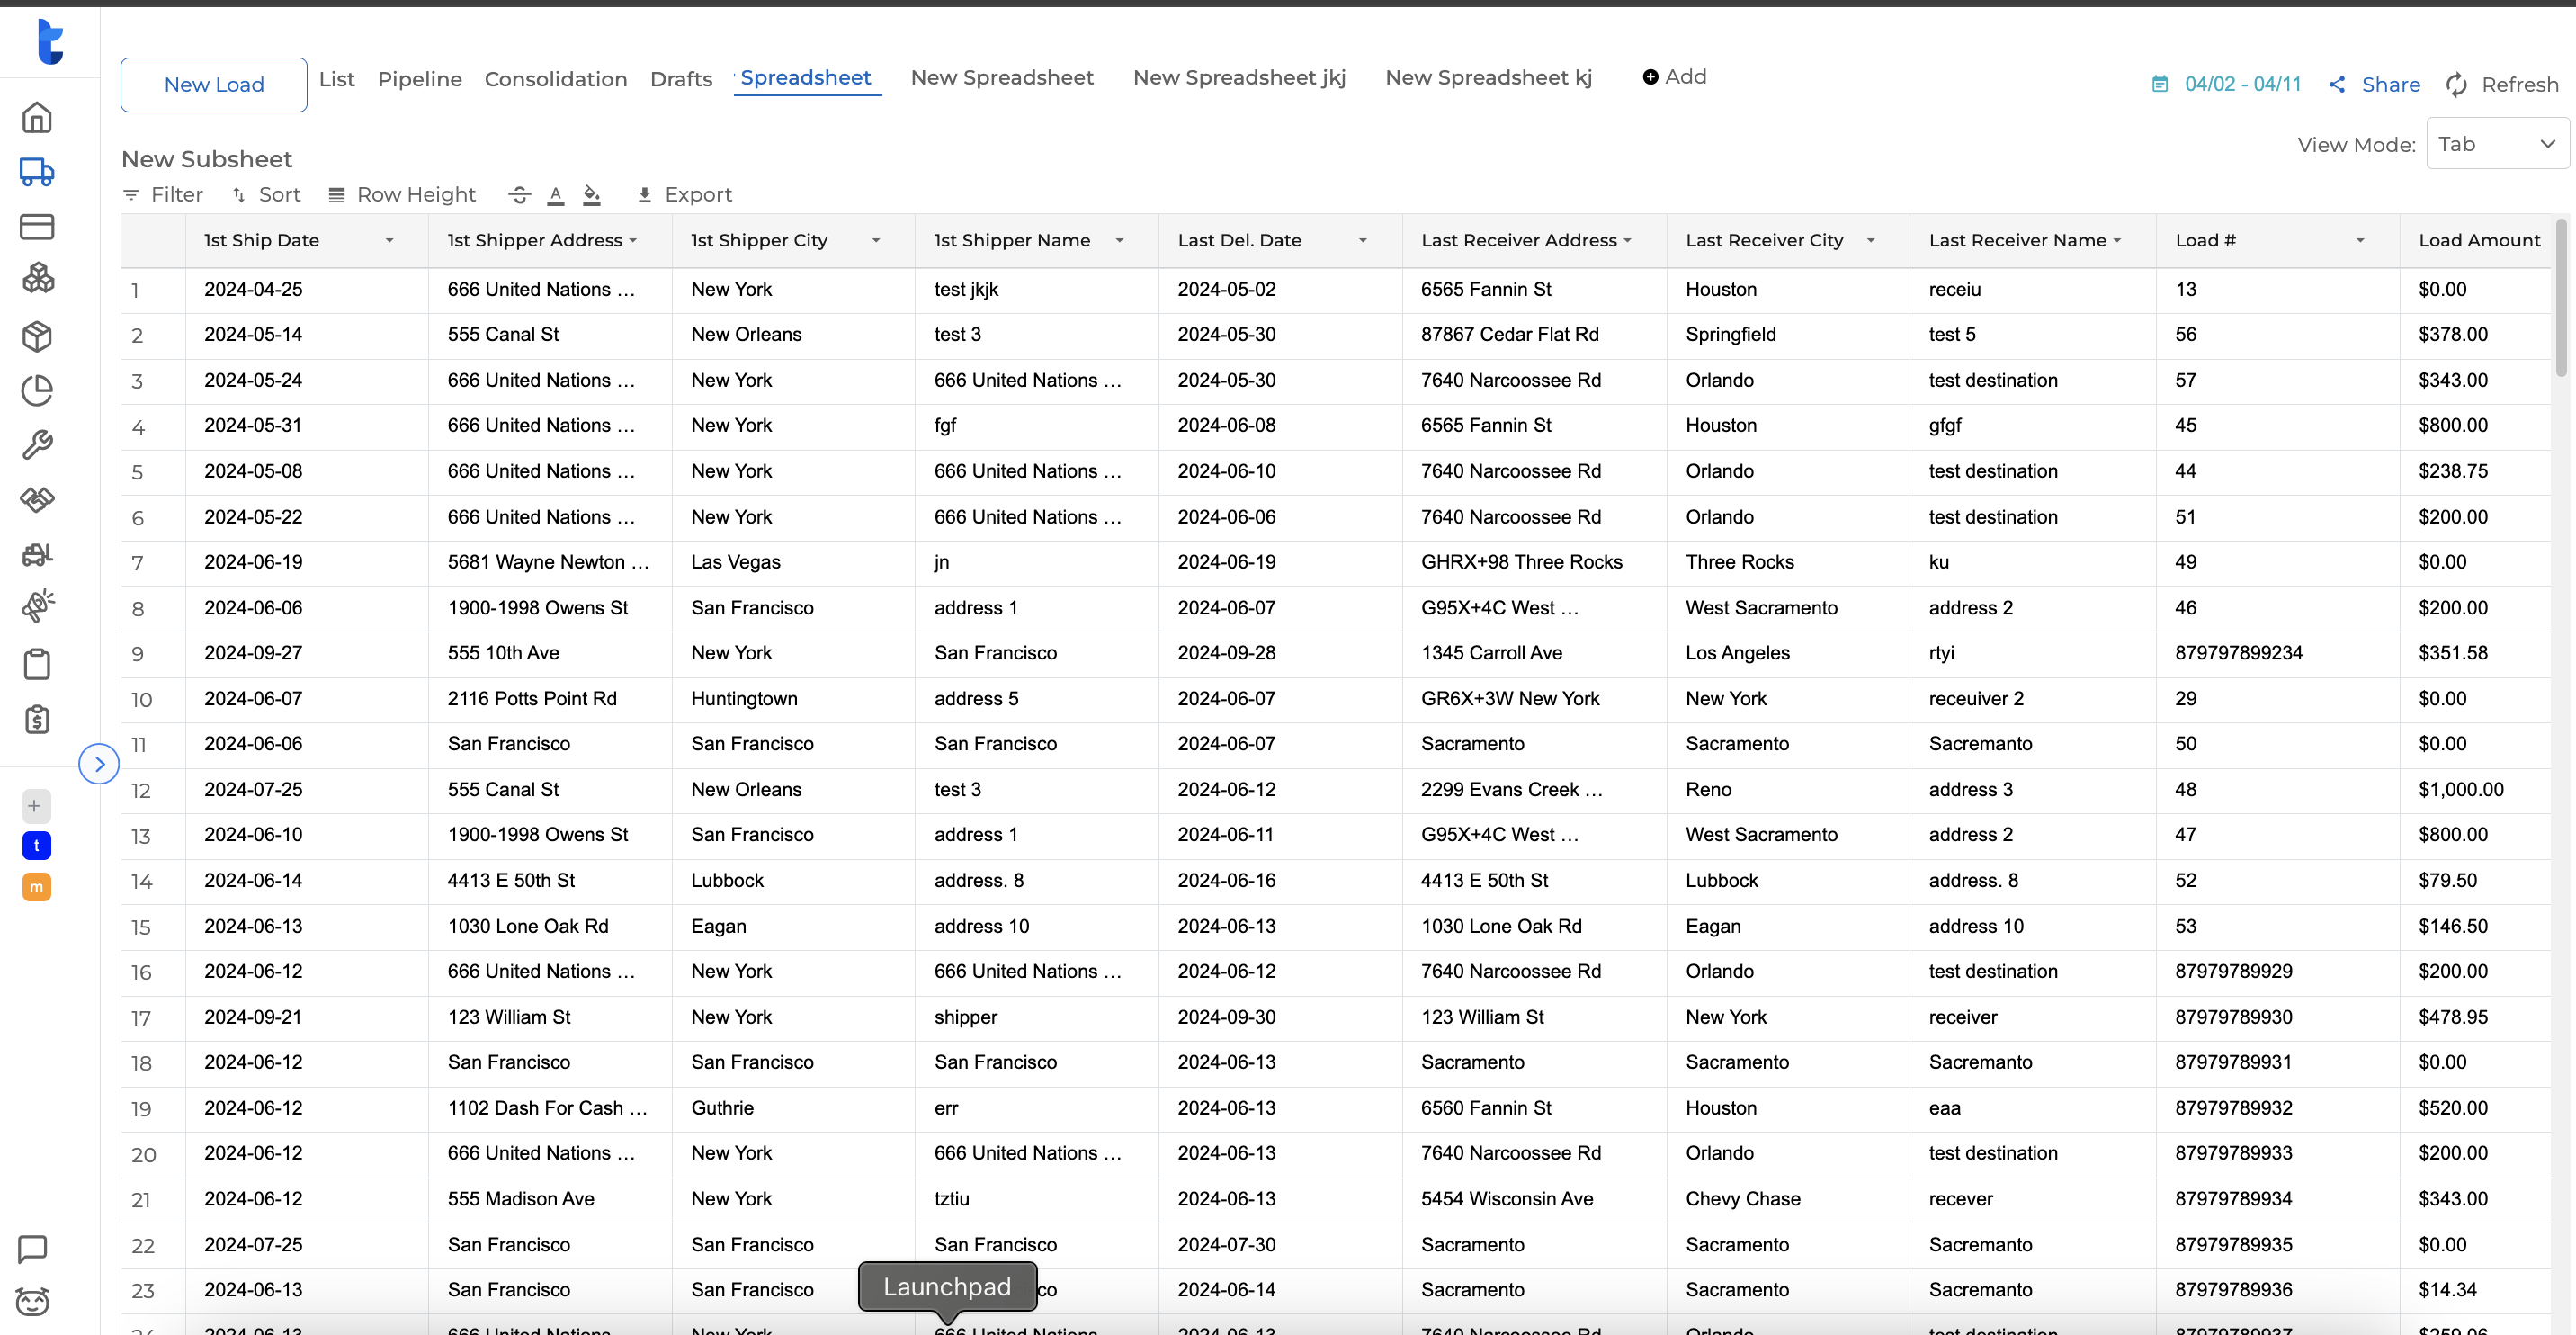 New Load List Pipeline Consolidation Drafts Spreadsheet New Spreadsheet New Spreadsheet jkj New Spreadsheet kj Add 04/02 - 04/11 Share Refresh
View Mode: Tab
New Subsheet
Filter Sort Row Height A Export
1st Ship Date 1st Shipper Address 1st Shipper City 1st Shipper Name Last Del. Date Last Receiver Address Last Receiver City Last Receiver Name Load # Load Amount
1 2024-04-25 666 United Nations ... New York test jkjk 2024-05-02 6565 Fannin St Houston receiu 13 $0.00
2 2024-05-14 555 Canal St New Orleans test 3 2024-05-30 87867 Cedar Flat Rd Springfield test 5 56 $378.00
3 2024-05-24 666 United Nations ... New York 666 United Nations ... 2024-05-30 7640 Narcoossee Rd Orlando test destination 57 $343.00
4 2024-05-31 666 United Nations ... New York fgf 2024-06-08 6565 Fannin St Houston gfgf 45 $800.00
5 2024-05-08 666 United Nations ... New York 666 United Nations ... 2024-06-10 7640 Narcoossee Rd Orlando test destination 44 $238.75
6 2024-05-22 666 United Nations ... New York 666 United Nations ... 2024-06-06 7640 Narcoossee Rd Orlando test destination 51 $200.00
7 2024-06-19 5681 Wayne Newton ... Las Vegas jn 2024-06-19 GHRX+98 Three Rocks Three Rocks ku 49 $0.00
8 2024-06-06 1900-1998 Owens St San Francisco address 1 2024-06-07 G95X+4C West ... West Sacramento address 2 46 $200.00
9 2024-09-27 555 10th Ave New York San Francisco 2024-09-28 1345 Carroll Ave Los Angeles rtyi 879797899234 $351.58
10 2024-06-07 2116 Potts Point Rd Huntingtown address 5 2024-06-07 GR6X+3W New York New York receuiver 2 29 $0.00
11 2024-06-06 San Francisco San Francisco San Francisco 2024-06-07 Sacramento Sacramento Sacremanto 50 $0.00
12 2024-07-25 555 Canal St New Orleans test 3 2024-06-12 2299 Evans Creek ... Reno address 3 48 $1,000.00
13 2024-06-10 1900-1998 Owens St San Francisco address 1 2024-06-11 G95X+4C West ... West Sacramento address 2 47 $800.00
14 2024-06-14 4413 E 50th St Lubbock address. 8 2024-06-16 4413 E 50th St Lubbock address. 8 52 $79.50
15 2024-06-13 1030 Lone Oak Rd Eagan address 10 2024-06-13 1030 Lone Oak Rd Eagan address 10 53 $146.50
16 2024-06-12 666 United Nations ... New York 666 United Nations ... 2024-06-12 7640 Narcoossee Rd Orlando test destination 87979789929 $200.00
17 2024-09-21 123 William St New York shipper 2024-09-30 123 William St New York receiver 87979789930 $478.95
18 2024-06-12 San Francisco San Francisco San Francisco 2024-06-13 Sacramento Sacramento Sacremanto 87979789931 $0.00
19 2024-06-12 1102 Dash For Cash ... Guthrie err 2024-06-13 6560 Fannin St Houston eaa 87979789932 $520.00
20 2024-06-12 666 United Nations ... New York 666 United Nations ... 2024-06-13 7640 Narcoossee Rd Orlando test destination 87979789933 $200.00
21 2024-06-12 555 Madison Ave New York tztiu 2024-06-13 5454 Wisconsin Ave Chevy Chase recever 87979789934 $343.00
22 2024-07-25 San Francisco San Francisco San Francisco 2024-07-30 Sacramento Sacramento Sacremanto 87979789935 $0.00
23 2024-06-13 San Francisco San Francisco co 2024-06-14 Sacramento Sacramento Sacremanto 87979789936 $14.34
Launchpad
24 2024-06-13 666 United Nations New York 666 United Nations 2024-06-13 7640 Narcoossee Rd Orlando test destination 87979789937 $259.06
t
m